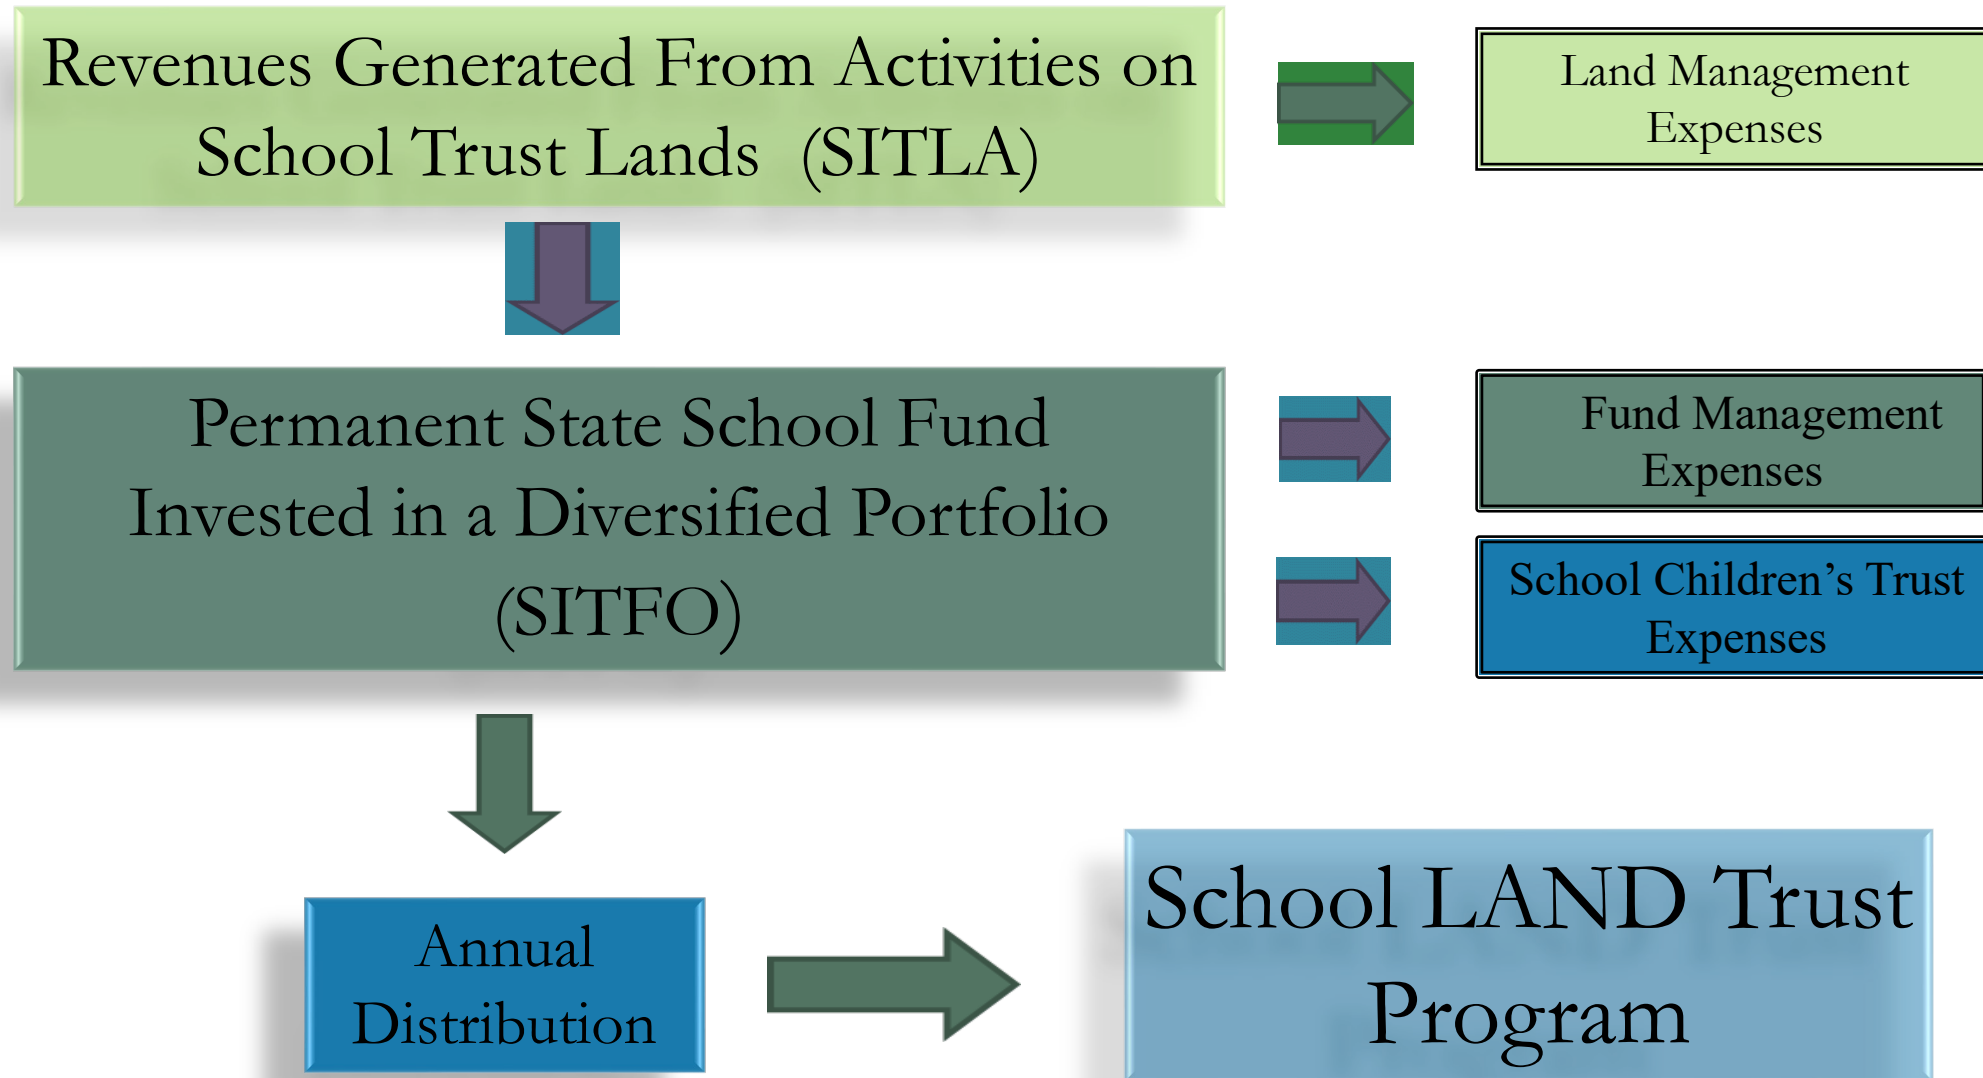 Revenues Generated From Activities on
School Trust Lands (SITLA)
Land Management
Expenses
Permanent State School Fund
Invested in a Diversified Portfolio
(SITFO)
Fund Management
Expenses
School Children’s Trust
Expenses
Annual
Distribution
School LAND Trust
Program